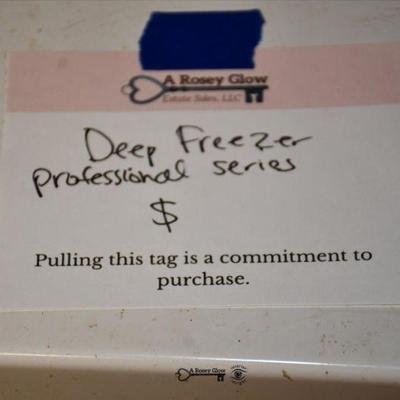 A Rosey Glow
Estate Sales, LLC
Deep Freezer
professional series
$
Pulling this tag is a commitment to
purchase.
A Rosey Glow